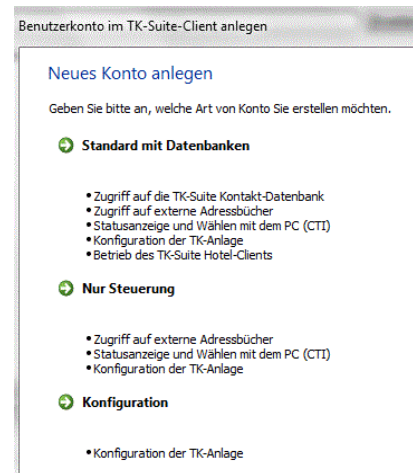 Benutzerkonto im TK-Suite-Client anlegen
Neues Konto anlegen
Geben Sie bitte an, welche Art von Konto Sie erstellen möchten.
Standard mit Datenbanken
• Zugriff auf die TK-Suite Kontakt-Datenbank
• Zugriff auf externe Adressbücher
• Statusanzeige und Wählen mit dem PC (CTI)
• Konfiguration der TK-Anlage
• Betrieb des TK-Suite Hotel-Clients
Nur Steuerung
• Zugriff auf externe Adressbücher
• Statusanzeige und Wählen mit dem PC (CTI)
• Konfiguration der TK-Anlage
Konfiguration
• Konfiguration der TK-Anlage